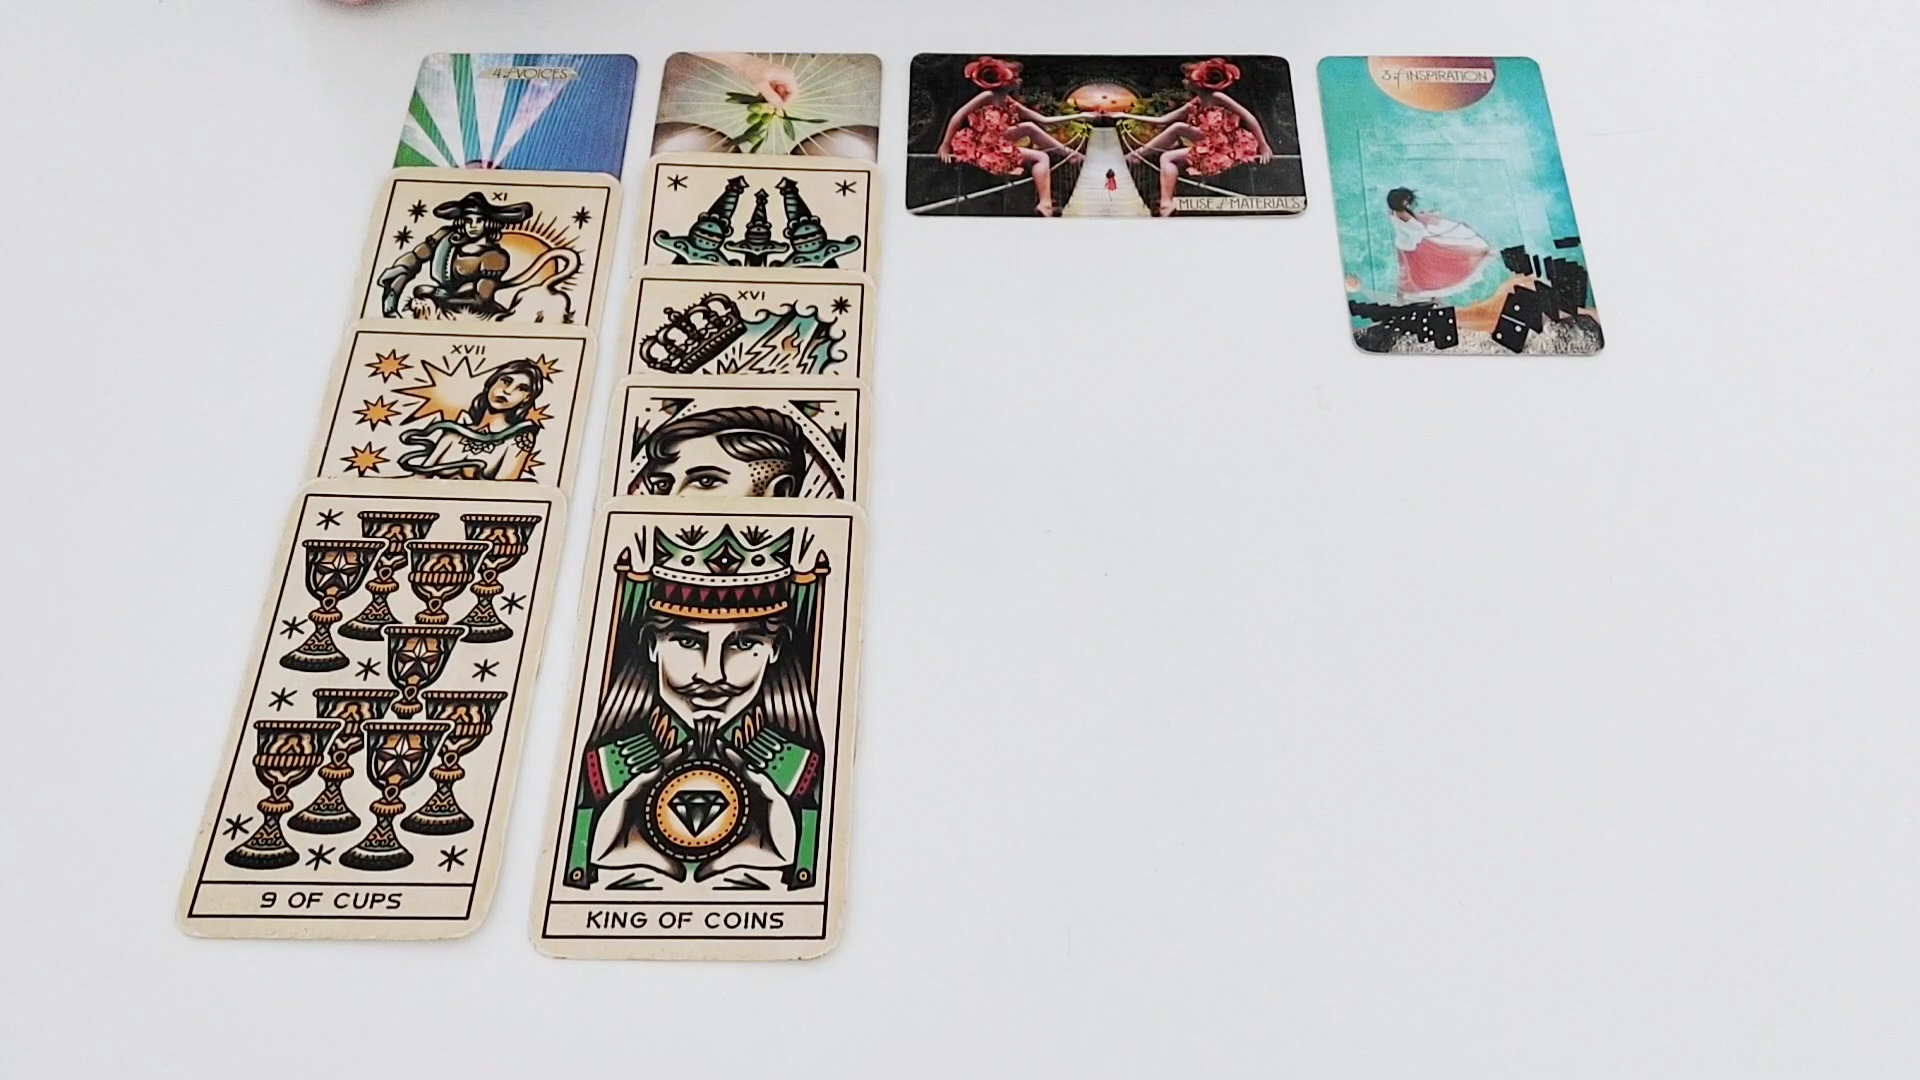 4 of VOICES
MUSE of MATERIALS
3 of INSPIRATION
XI
XVI
XVII
9 OF CUPS
KING OF COINS